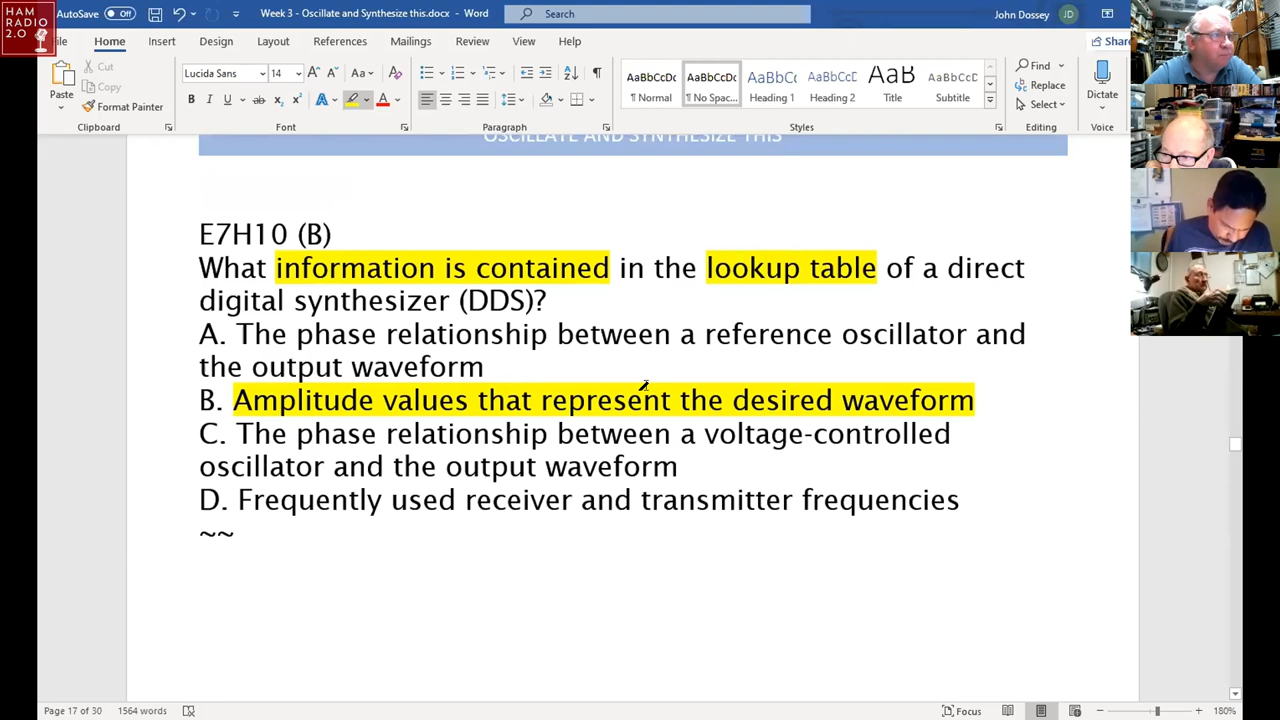 HAM
RADIO
2.0
AutoSave Off
Week 3 - Oscillate and Synthesize this.docx - Word
Search
John Dossey JD
File Home Insert Design Layout References Mailings Review View Help Share
Paste
Cut
Copy
Format Painter
Clipboard
Lucida Sans 14
Font
Paragraph
AaBbCcDc AaBbCcDc AaBbCcD AaBbCcD AaB AaBbCcD
¶ Normal ¶ No Spac... Heading 1 Heading 2 Title Subtitle
Styles
Find
Replace
Select
Editing
Dictate
Voice
OSCILLATE AND SYNTHESIZE THIS
E7H10 (B)
What information is contained in the lookup table of a direct
digital synthesizer (DDS)?
A. The phase relationship between a reference oscillator and
the output waveform
B. Amplitude values that represent the desired waveform
C. The phase relationship between a voltage-controlled
oscillator and the output waveform
D. Frequently used receiver and transmitter frequencies
~~
Page 17 of 30 1564 words Focus 180%